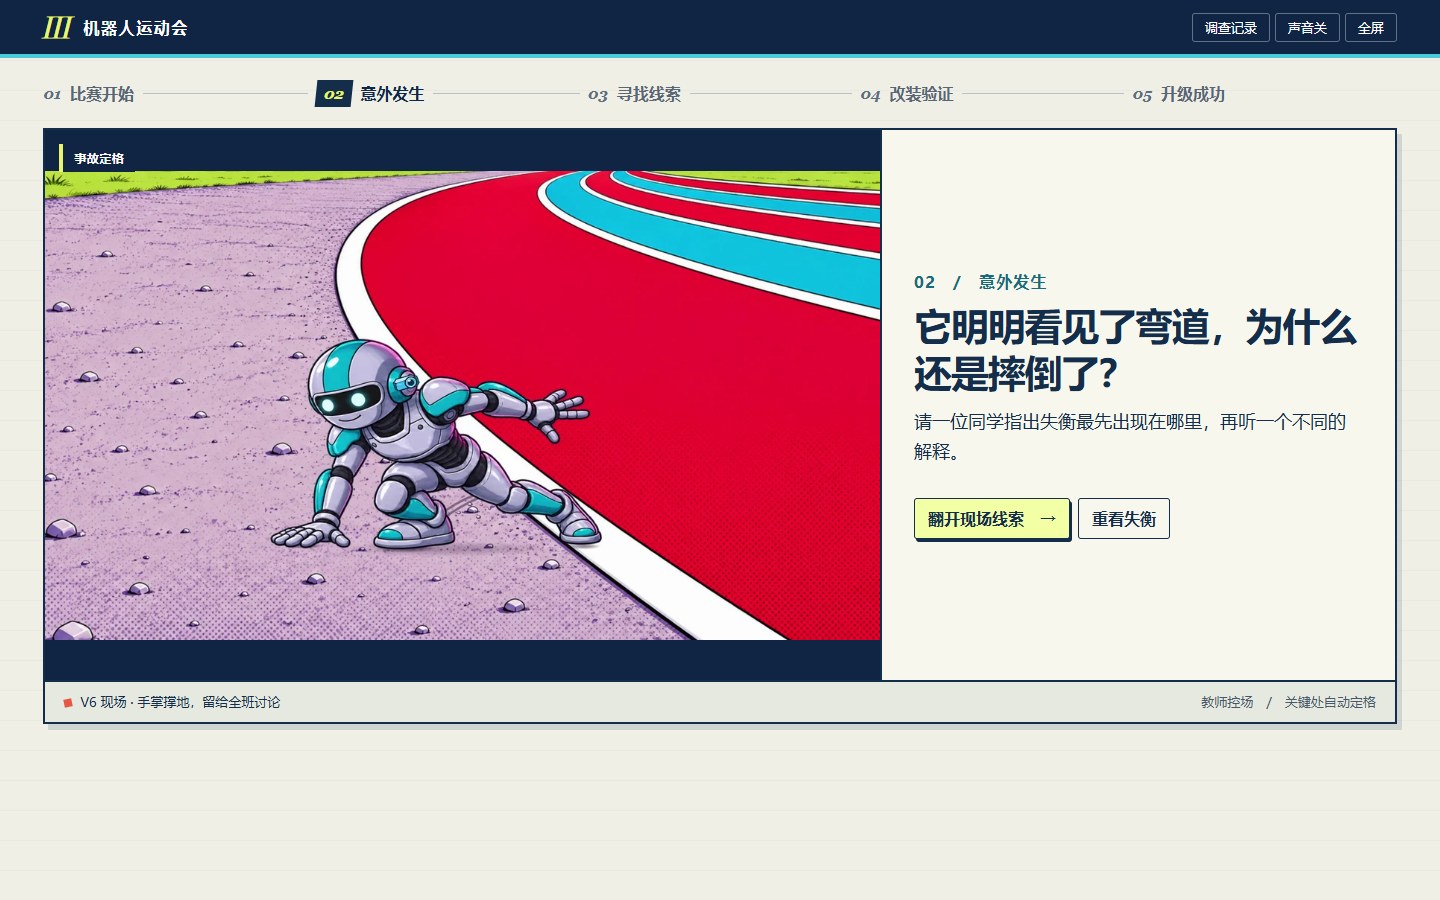 III 机器人运动会
调查记录 声音关 全屏
01 比赛开始 02 意外发生 03 寻找线索 04 改装验证 05 升级成功
事故定格
02 / 意外发生
它明明看见了弯道，为什么
还是摔倒了？
请一位同学指出失衡最先出现在哪里，再听一个不同的
解释。
翻开现场线索 → 重看失衡
V6 现场 · 手掌撑地，留给全班讨论
教师控场 / 关键处自动定格